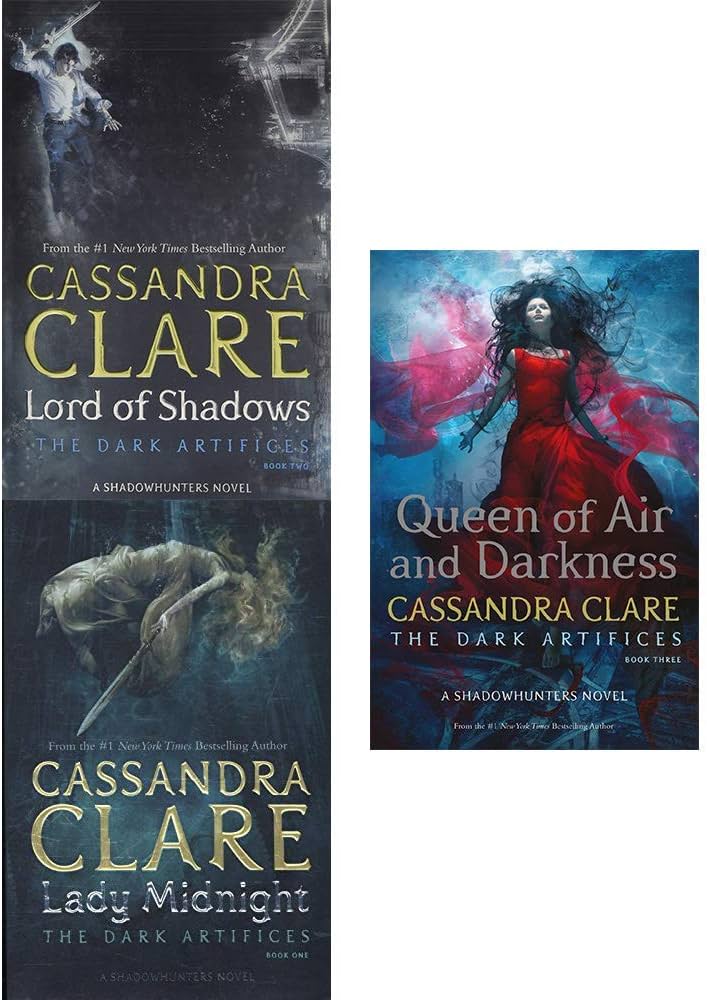 From the #1 New York Times Bestselling Author
CASSANDRA
CLARE
Lord of Shadows
THE DARK ARTIFICES
BOOK TWO
A SHADOWHUNTERS NOVEL
From the #1 New York Times Bestselling Author
CASSANDRA
CLARE
Lady Midnight
THE DARK ARTIFICES
BOOK ONE
A SHADOWHUNTERS NOVEL
Queen of Air
and Darkness
CASSANDRA CLARE
THE DARK ARTIFICES
BOOK THREE
A SHADOWHUNTERS NOVEL
From the #1 New York Times Bestselling Author